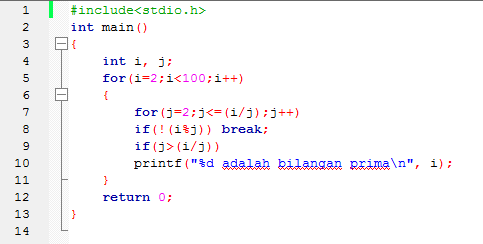 1 #include<stdio.h>
2 int main()
3 {
4 int i, j;
5 for(i=2;i<100;i++)
6 {
7 for(j=2;j<=(i/j);j++)
8 if(!(i%j)) break;
9 if(j>(i/j))
10 printf("%d adalah bilangan prima\n", i);
11 }
12 return 0;
13 }
14